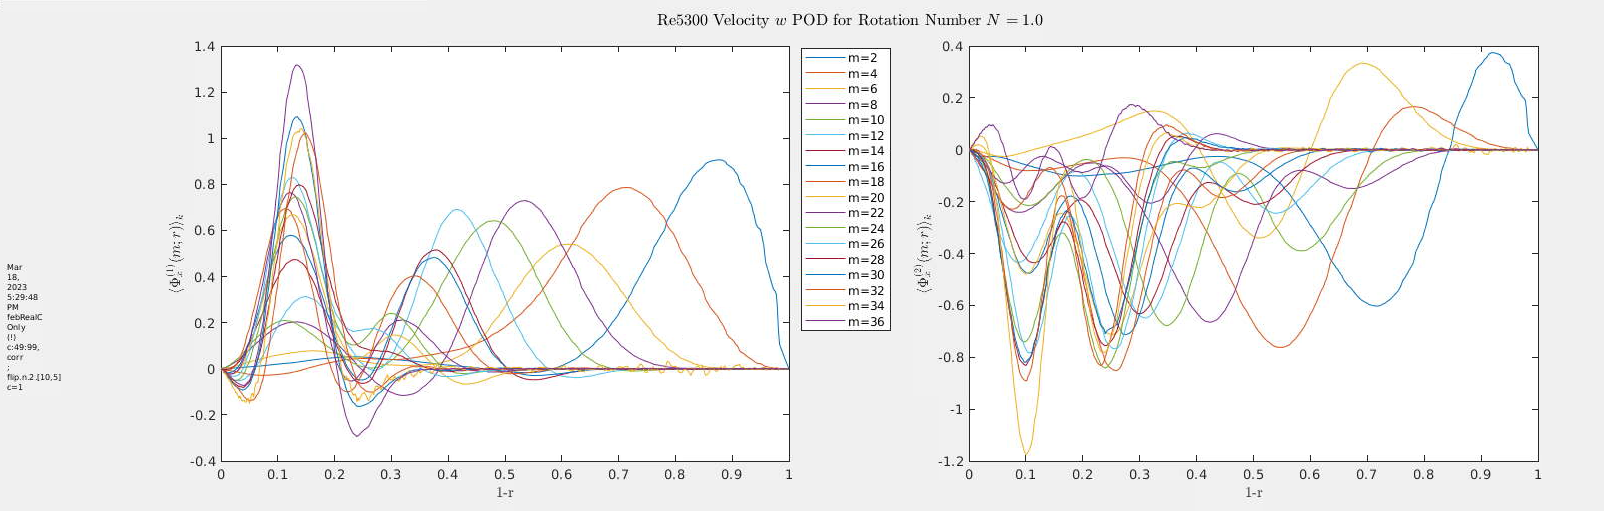 Re5300 Velocity w POD for Rotation Number N = 1.0
Mar
18,
2023
5:29:48
PM
febRealC
Only
(!)
c:49:99,
corr
;
flip.n.2.[10,5]
c=1
⟨Φₓ⁽¹⁾(m; r)⟩ₖ
1.4
1.2
1
0.8
0.6
0.4
0.2
0
-0.2
-0.4
0 0.1 0.2 0.3 0.4 0.5 0.6 0.7 0.8 0.9 1
1-r
m=2
m=4
m=6
m=8
m=10
m=12
m=14
m=16
m=18
m=20
m=22
m=24
m=26
m=28
m=30
m=32
m=34
m=36
⟨Φₓ⁽²⁾(m; r)⟩ₖ
0.4
0.2
0
-0.2
-0.4
-0.6
-0.8
-1
-1.2
0 0.1 0.2 0.3 0.4 0.5 0.6 0.7 0.8 0.9 1
1-r